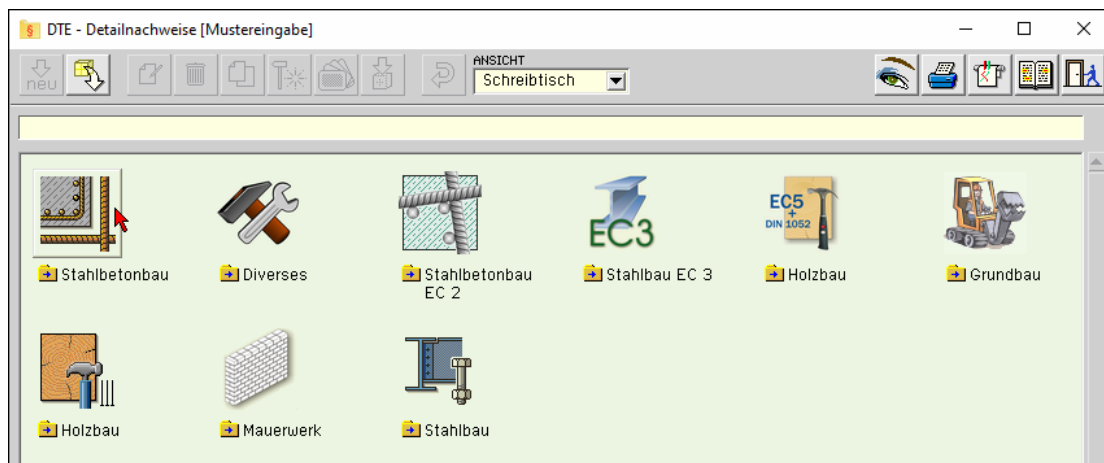 DTE - Detailnachweise [Mustereingabe]
neu
ANSICHT
Schreibtisch
Stahlbetonbau
Diverses
Stahlbetonbau
EC 2
EC3
Stahlbau EC 3
EC5
+
DIN 1052
Holzbau
Grundbau
Holzbau
Mauerwerk
Stahlbau